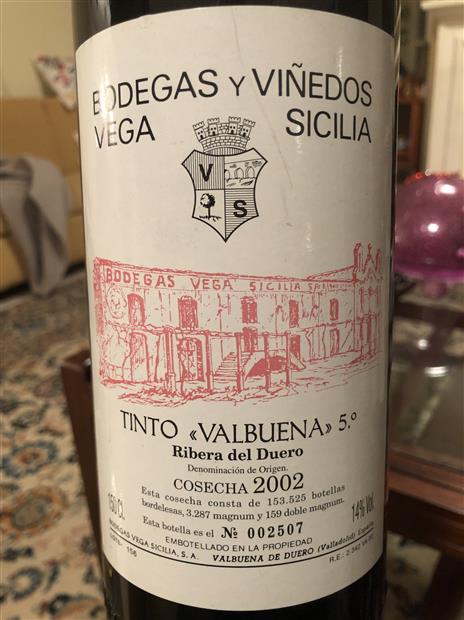 BODEGAS Y VIÑEDOS
VEGA SICILIA
V S
BODEGAS VEGA SICILIA S.A.
TINTO «VALBUENA» 5.º
Ribera del Duero
Denominación de Origen.
COSECHA 2002
Esta cosecha consta de 153.525 botellas
bordelesas, 3.287 magnum y 159 doble magnum.
Esta botella es el Nº 002507
EMBOTELLADO EN LA PROPIEDAD
BODEGAS VEGA SICILIA, S. A. VALBUENA DE DUERO (Valladolid) España
150 CL.
14% Vol.